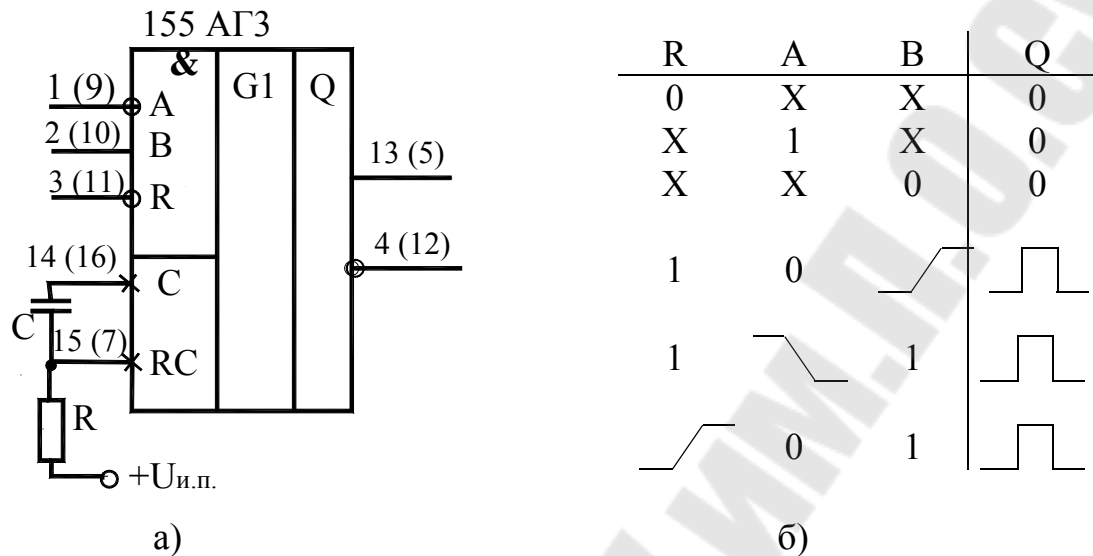 155 АГ3
&
G1
Q
1 (9)
A
2 (10)
B
3 (11)
R
13 (5)
4 (12)
14 (16)
C
C
15 (7)
RC
R
+Uи.п.
а)
R A B Q
0 X X 0
X 1 X 0
X X 0 0
1 0
1 1
0 1
б)